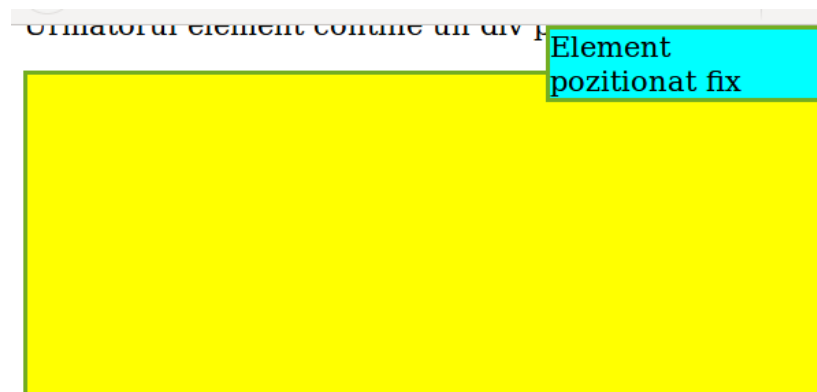 Urmatorul element contine un div
Element
pozitionat fix